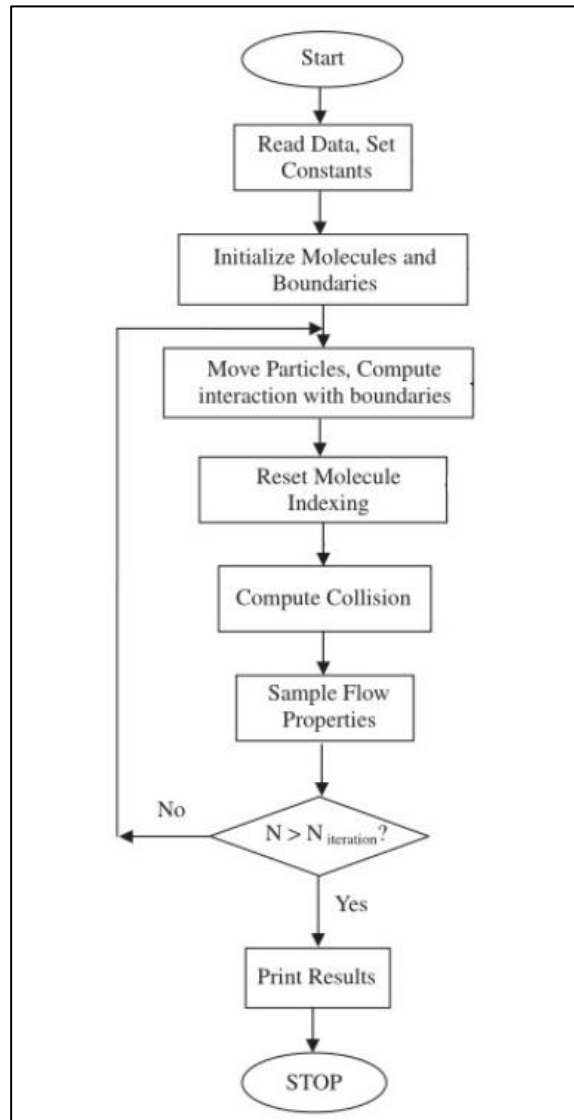 Start
Read Data, Set
Constants
Initialize Molecules and
Boundaries
Move Particles, Compute
interaction with boundaries
Reset Molecule
Indexing
Compute Collision
Sample Flow
Properties
No
N > N iteration?
Yes
Print Results
STOP